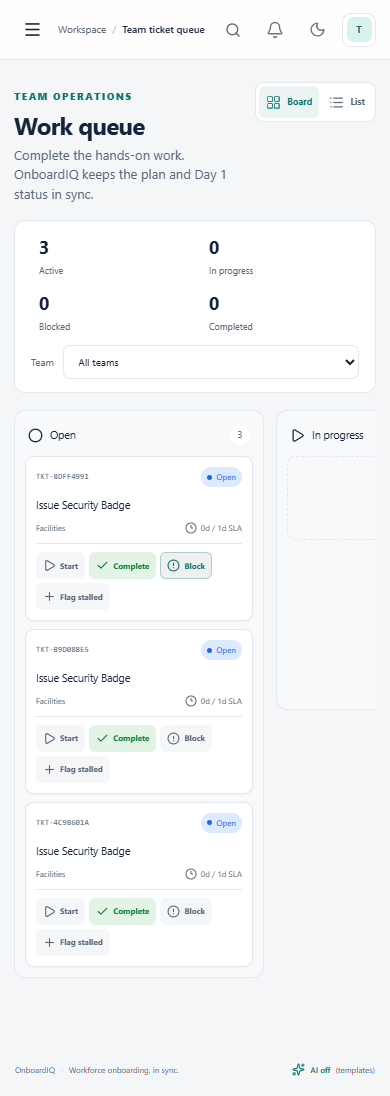 Workspace / Team ticket queue
T
TEAM OPERATIONS
Board
List
Work queue
Complete the hands-on work.
OnboardIQ keeps the plan and Day 1
status in sync.
3
Active
0
In progress
0
Blocked
0
Completed
Team
All teams
Open
3
TKT-8DFF4991
Open
Issue Security Badge
Facilities
0d / 1d SLA
Start
Complete
Block
Flag stalled
TKT-B9D088E5
Open
Issue Security Badge
Facilities
0d / 1d SLA
Start
Complete
Block
Flag stalled
TKT-4C98601A
Open
Issue Security Badge
Facilities
0d / 1d SLA
Start
Complete
Block
Flag stalled
In progress
OnboardIQ · Workforce onboarding, in sync.
AI off (templates)